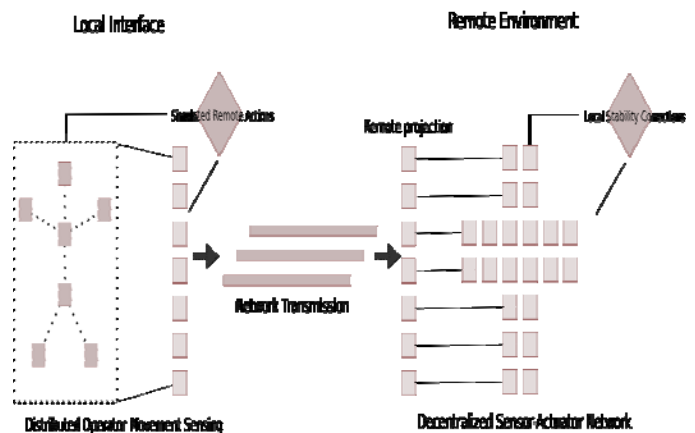 Local Interface
Remote Environment
Simulated Remote Actions
Local Stability Corrections
Remote projection
Network Transmission
Distributed Operator Movement Sensing
Decentralized Sensor-Actuator Network